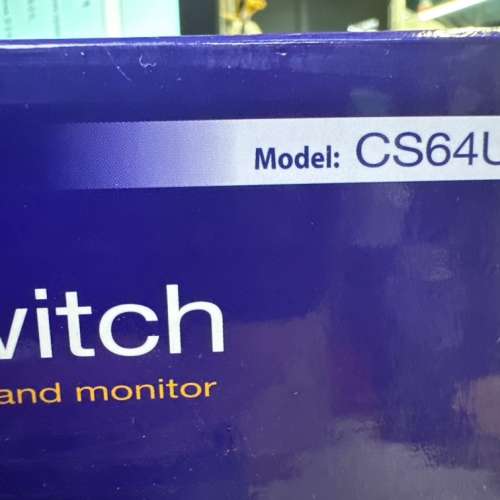 Model: CS64U
witch
and monitor